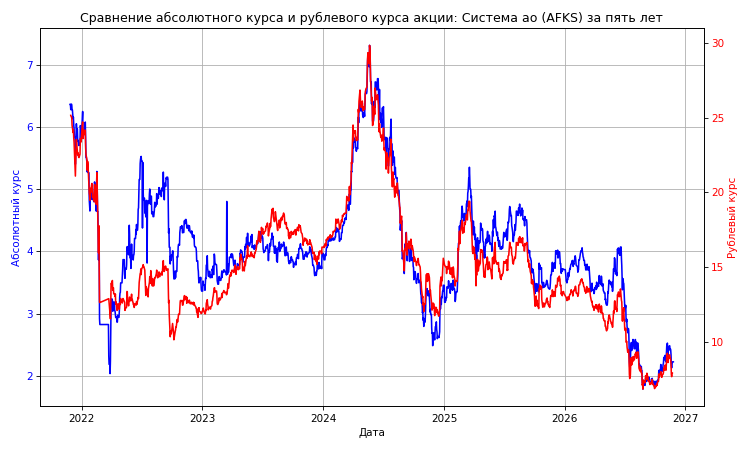 Сравнение абсолютного курса и рублевого курса акции: Система ао (AFKS) за пять лет
Абсолютный курс
7
6
5
4
3
2
30
25
20
15
10
Рублевый курс
2022 2023 2024 2025 2026 2027
Дата